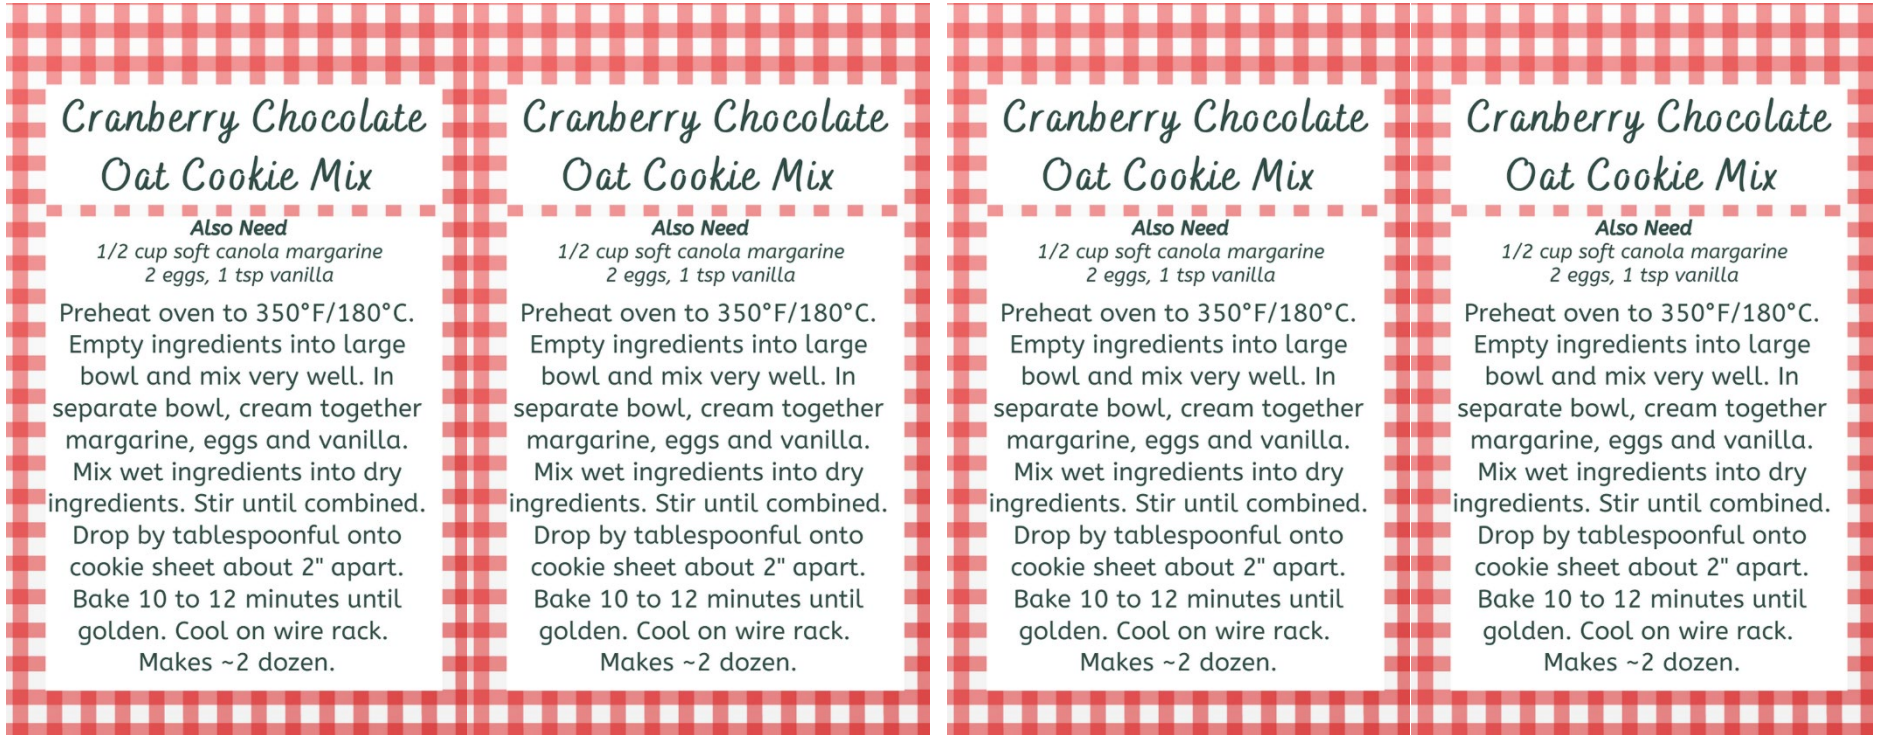 Cranberry Chocolate
Oat Cookie Mix
Also Need
1/2 cup soft canola margarine
2 eggs, 1 tsp vanilla
Preheat oven to 350°F/180°C.
Empty ingredients into large
bowl and mix very well. In
separate bowl, cream together
margarine, eggs and vanilla.
Mix wet ingredients into dry
ingredients. Stir until combined.
Drop by tablespoonful onto
cookie sheet about 2" apart.
Bake 10 to 12 minutes until
golden. Cool on wire rack.
Makes ~2 dozen.
Cranberry Chocolate
Oat Cookie Mix
Also Need
1/2 cup soft canola margarine
2 eggs, 1 tsp vanilla
Preheat oven to 350°F/180°C.
Empty ingredients into large
bowl and mix very well. In
separate bowl, cream together
margarine, eggs and vanilla.
Mix wet ingredients into dry
ingredients. Stir until combined.
Drop by tablespoonful onto
cookie sheet about 2" apart.
Bake 10 to 12 minutes until
golden. Cool on wire rack.
Makes ~2 dozen.
Cranberry Chocolate
Oat Cookie Mix
Also Need
1/2 cup soft canola margarine
2 eggs, 1 tsp vanilla
Preheat oven to 350°F/180°C.
Empty ingredients into large
bowl and mix very well. In
separate bowl, cream together
margarine, eggs and vanilla.
Mix wet ingredients into dry
ingredients. Stir until combined.
Drop by tablespoonful onto
cookie sheet about 2" apart.
Bake 10 to 12 minutes until
golden. Cool on wire rack.
Makes ~2 dozen.
Cranberry Chocolate
Oat Cookie Mix
Also Need
1/2 cup soft canola margarine
2 eggs, 1 tsp vanilla
Preheat oven to 350°F/180°C.
Empty ingredients into large
bowl and mix very well. In
separate bowl, cream together
margarine, eggs and vanilla.
Mix wet ingredients into dry
ingredients. Stir until combined.
Drop by tablespoonful onto
cookie sheet about 2" apart.
Bake 10 to 12 minutes until
golden. Cool on wire rack.
Makes ~2 dozen.